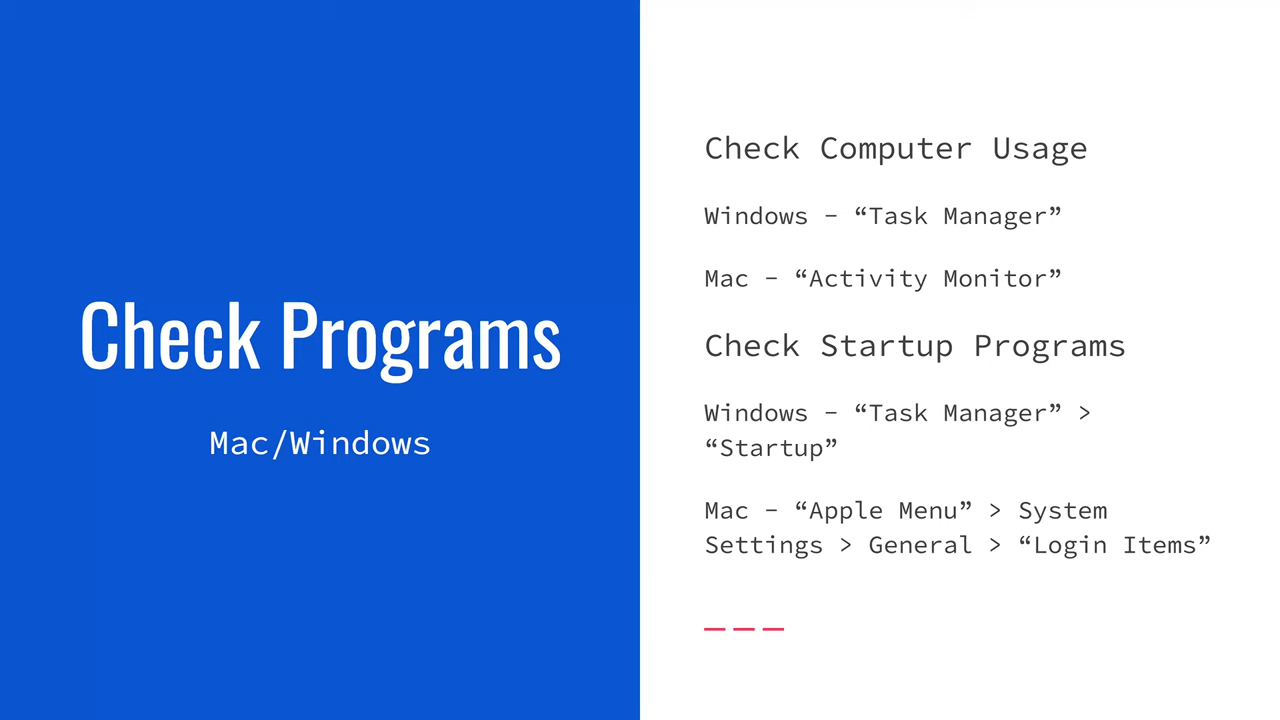 Check Programs
Mac/Windows
Check Computer Usage
Windows - “Task Manager”
Mac - “Activity Monitor”
Check Startup Programs
Windows - “Task Manager” >
“Startup”
Mac - “Apple Menu” > System
Settings > General > “Login Items”